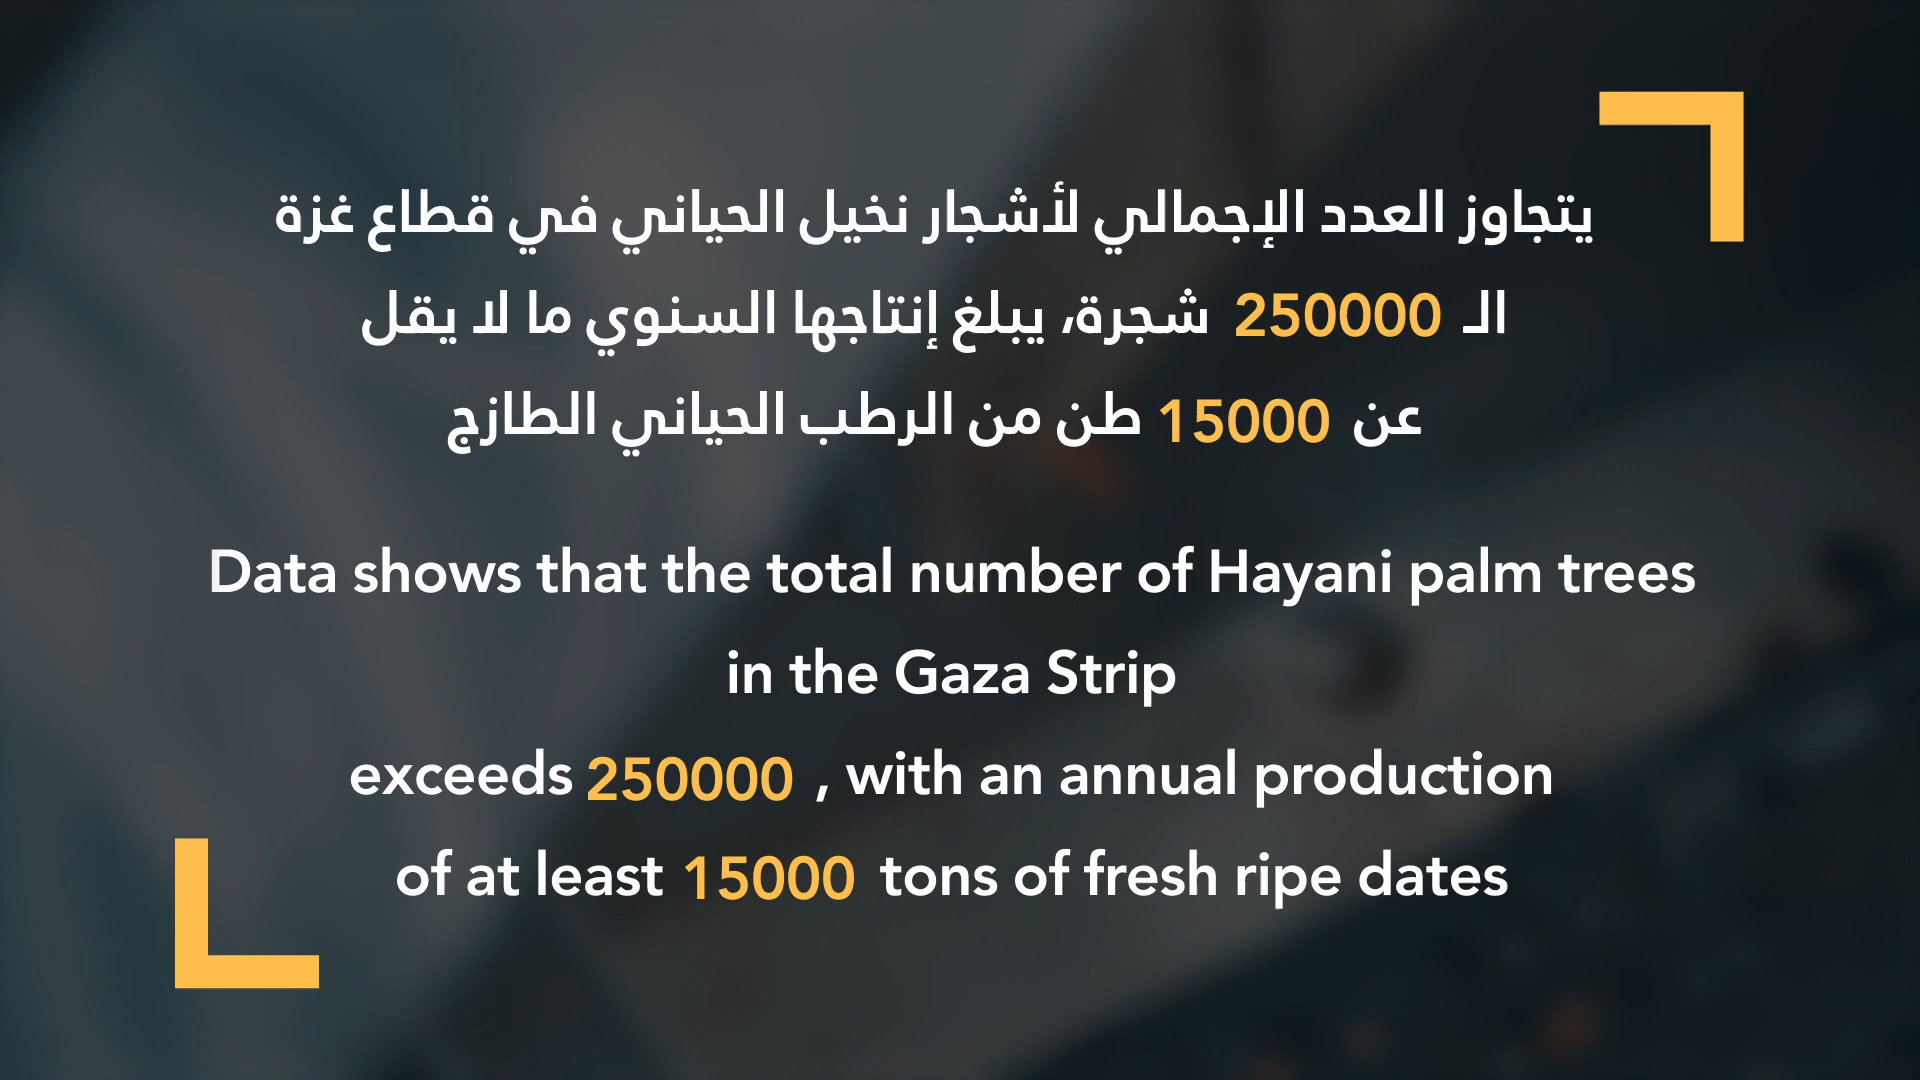 يتجاوز العدد الإجمالي لأشجار نخيل الحياني في قطاع غزة
الـ 250000 شجرة، يبلغ إنتاجها السنوي ما لا يقل
عن 15000 طن من الرطب الحياني الطازج
Data shows that the total number of Hayani palm trees
in the Gaza Strip
exceeds 250000 , with an annual production
of at least 15000 tons of fresh ripe dates